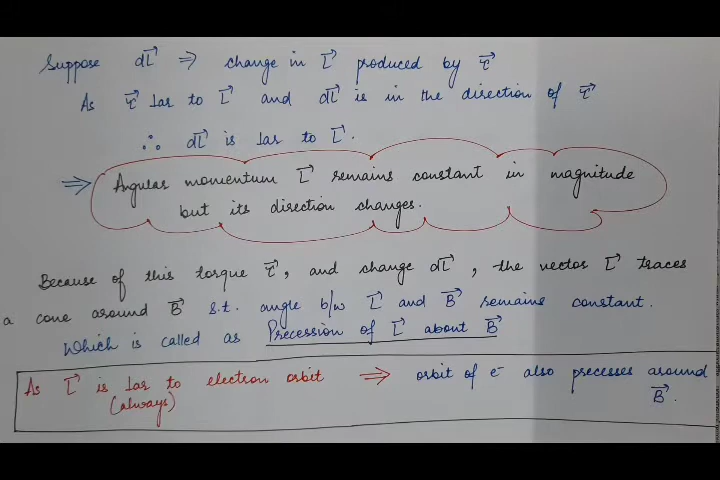 Suppose dL⃗ ⇒ change in L⃗ produced by τ⃗
As τ⃗ ⊥ar to L⃗ and dL⃗ is in the direction of τ⃗
∴ dL⃗ is ⊥ar to L⃗.
⇒ Angular momentum L⃗ remains constant in magnitude
but its direction changes.
Because of this torque τ⃗, and change dL⃗, the vector L⃗ traces
a cone around B⃗ s.t. angle b/w L⃗ and B⃗ remains constant.
Which is called as Precession of L⃗ about B⃗
As L⃗ is ⊥ar to electron orbit ⇒ orbit of e- also precesses around
(always) B⃗.